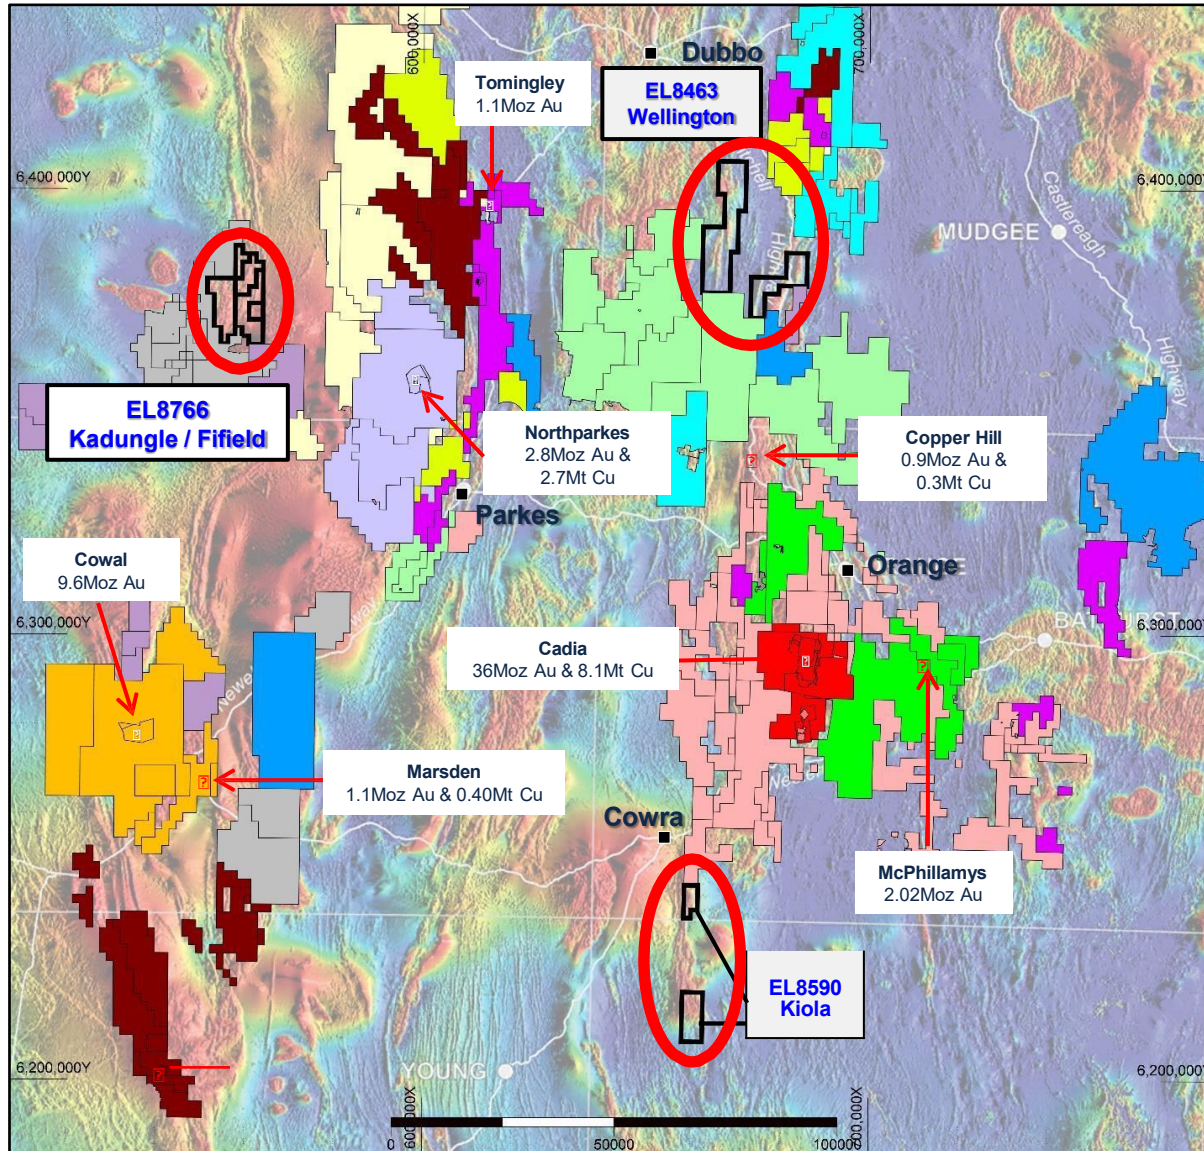 600,000X
700,000X
Dubbo
Tomingley
1.1Moz Au
EL8463
Wellington
6,400,000Y
6,400,000Y
Castlereagh
Highway
MUDGEE
EL8766
Kadungle / Fifield
Northparkes
2.8Moz Au &
2.7Mt Cu
Copper Hill
0.9Moz Au &
0.3Mt Cu
Parkes
Orange
Cowal
9.6Moz Au
6,300,000Y
6,300,000Y
Cadia
36Moz Au & 8.1Mt Cu
Marsden
1.1Moz Au & 0.40Mt Cu
Cowra
McPhillamys
2.02Moz Au
EL8590
Kiola
6,200,000Y
6,200,000Y
YOUNG
600,000X
700,000X
0
50000
100000